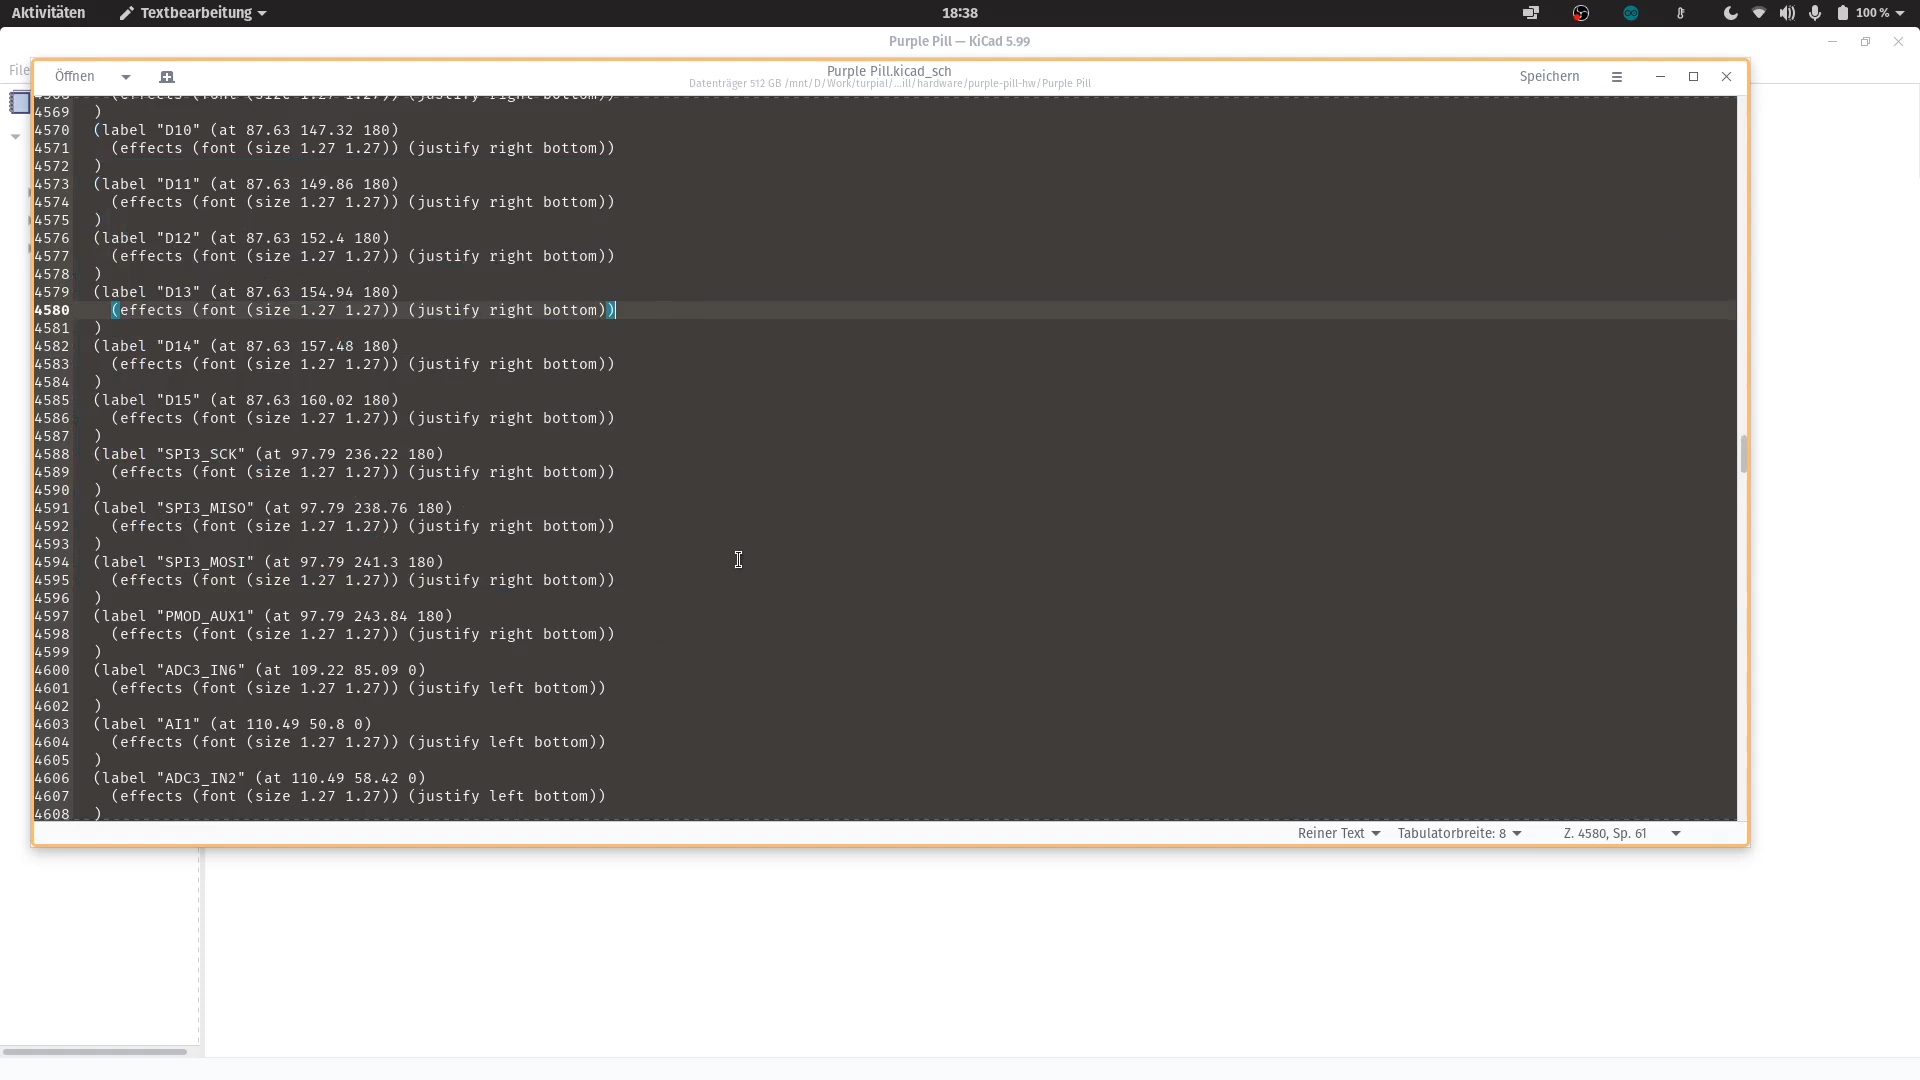 Aktivitäten
Textbearbeitung
18:38
100 %
Purple Pill — KiCad 5.99
File
Öffnen
Purple Pill.kicad_sch
Datenträger 512 GB /mnt/D/Work/turpial/...ill/hardware/purple-pill-hw/Purple Pill
Speichern
4568     (effects (font (size 1.27 1.27)) (justify right bottom))
4569   )
4570   (label "D10" (at 87.63 147.32 180)
4571     (effects (font (size 1.27 1.27)) (justify right bottom))
4572   )
4573   (label "D11" (at 87.63 149.86 180)
4574     (effects (font (size 1.27 1.27)) (justify right bottom))
4575   )
4576   (label "D12" (at 87.63 152.4 180)
4577     (effects (font (size 1.27 1.27)) (justify right bottom))
4578   )
4579   (label "D13" (at 87.63 154.94 180)
4580     (effects (font (size 1.27 1.27)) (justify right bottom))
4581   )
4582   (label "D14" (at 87.63 157.48 180)
4583     (effects (font (size 1.27 1.27)) (justify right bottom))
4584   )
4585   (label "D15" (at 87.63 160.02 180)
4586     (effects (font (size 1.27 1.27)) (justify right bottom))
4587   )
4588   (label "SPI3_SCK" (at 97.79 236.22 180)
4589     (effects (font (size 1.27 1.27)) (justify right bottom))
4590   )
4591   (label "SPI3_MISO" (at 97.79 238.76 180)
4592     (effects (font (size 1.27 1.27)) (justify right bottom))
4593   )
4594   (label "SPI3_MOSI" (at 97.79 241.3 180)
4595     (effects (font (size 1.27 1.27)) (justify right bottom))
4596   )
4597   (label "PMOD_AUX1" (at 97.79 243.84 180)
4598     (effects (font (size 1.27 1.27)) (justify right bottom))
4599   )
4600   (label "ADC3_IN6" (at 109.22 85.09 0)
4601     (effects (font (size 1.27 1.27)) (justify left bottom))
4602   )
4603   (label "AI1" (at 110.49 50.8 0)
4604     (effects (font (size 1.27 1.27)) (justify left bottom))
4605   )
4606   (label "ADC3_IN2" (at 110.49 58.42 0)
4607     (effects (font (size 1.27 1.27)) (justify left bottom))
4608   )
Reiner Text
Tabulatorbreite: 8
Z. 4580, Sp. 61